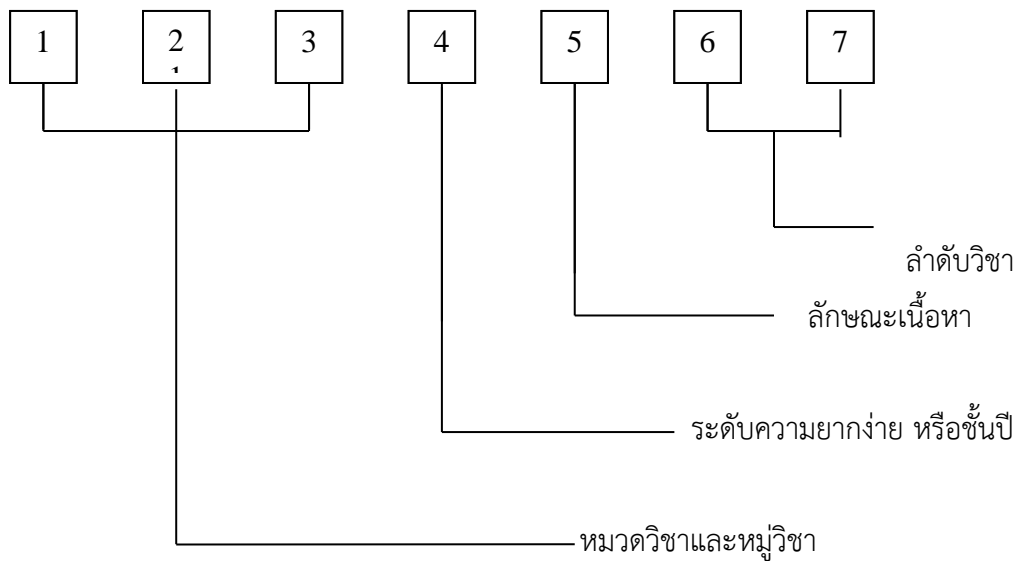 1 2 3 4 5 6 7
1
ลำดับวิชา
ลักษณะเนื้อหา
ระดับความยากง่าย หรือชั้นปี
หมวดวิชาและหมู่วิชา